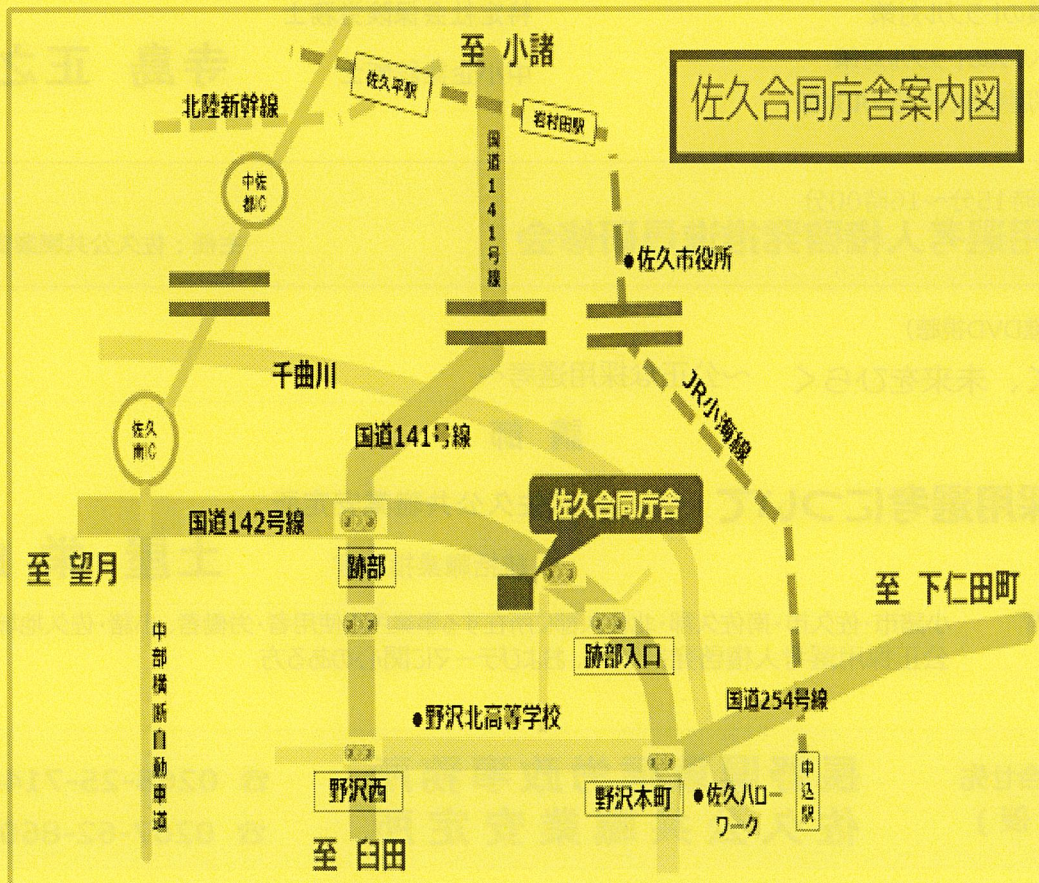 至 小諸
佐久合同庁舎案内図
佐久平駅
北陸新幹線
岩村田駅
国道141号線
中佐
都IC
佐久市役所
千曲川
JR小海線
佐久
南IC
国道141号線
佐久合同庁舎
国道142号線
跡部
至 望月
至 下仁田町
跡部入口
中部横断自動車道
国道254号線
野沢北高等学校
申込駅
野沢西
野沢本町
佐久ハロー
ワーク
至 臼田